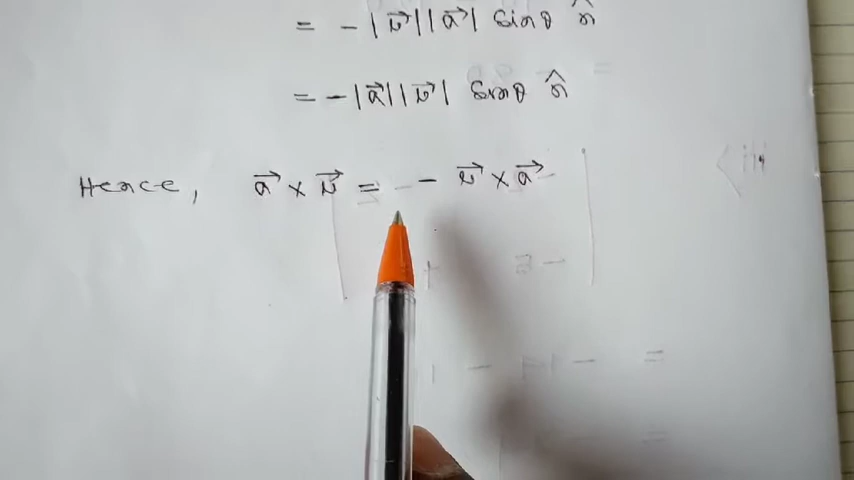 = - |b⃗||a⃗| sinθ n̂
= - |a⃗||b⃗| sinθ n̂
Hence, a⃗ × b⃗ = - b⃗ × a⃗